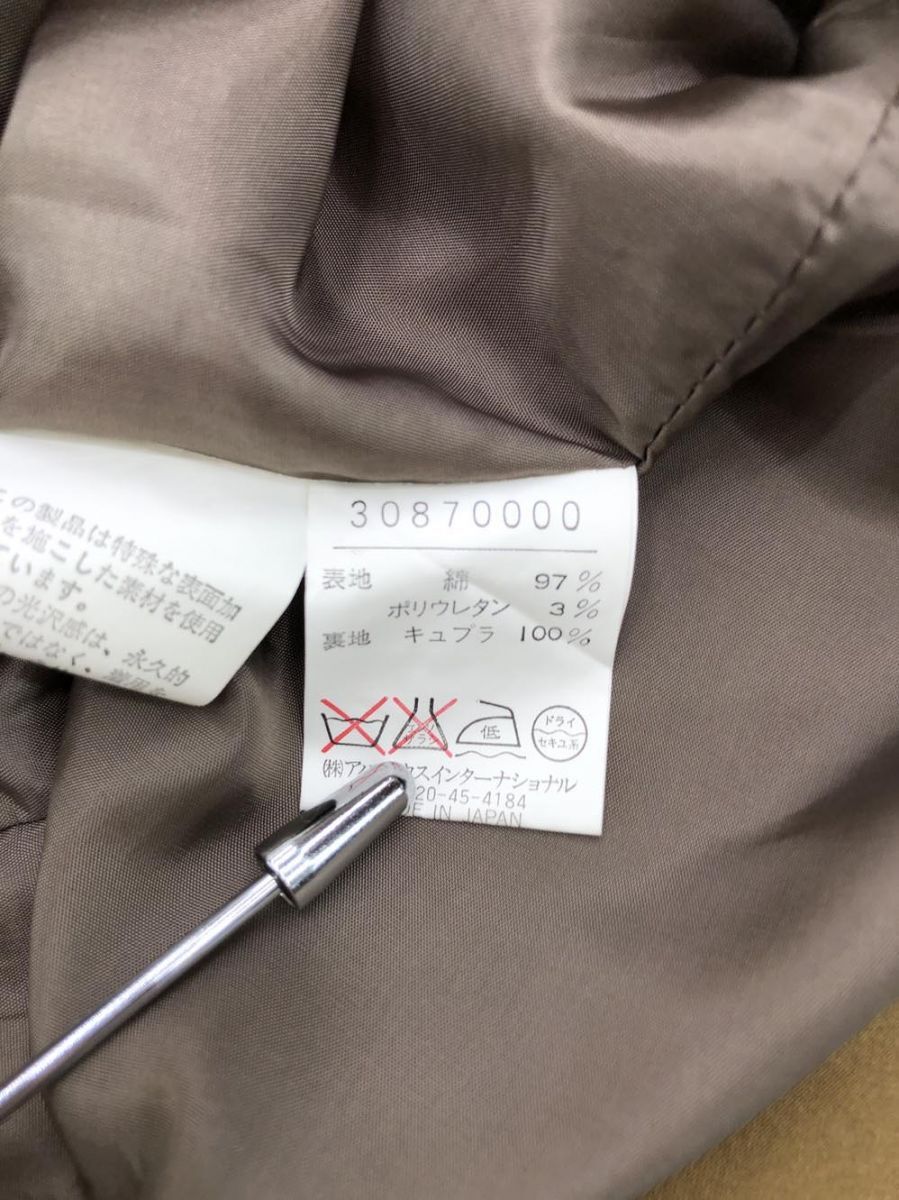 の製品は特殊な表面加
を施こした素材を使用
ています。
の光沢感は、永久的
ではなく、着用を
30870000
表地 綿 97%
ポリウレタン 3%
裏地 キュプラ 100%
低
ドライ
セキユ系
(株)ア ウスインターナショナル
20-45-4184
DE IN JAPAN